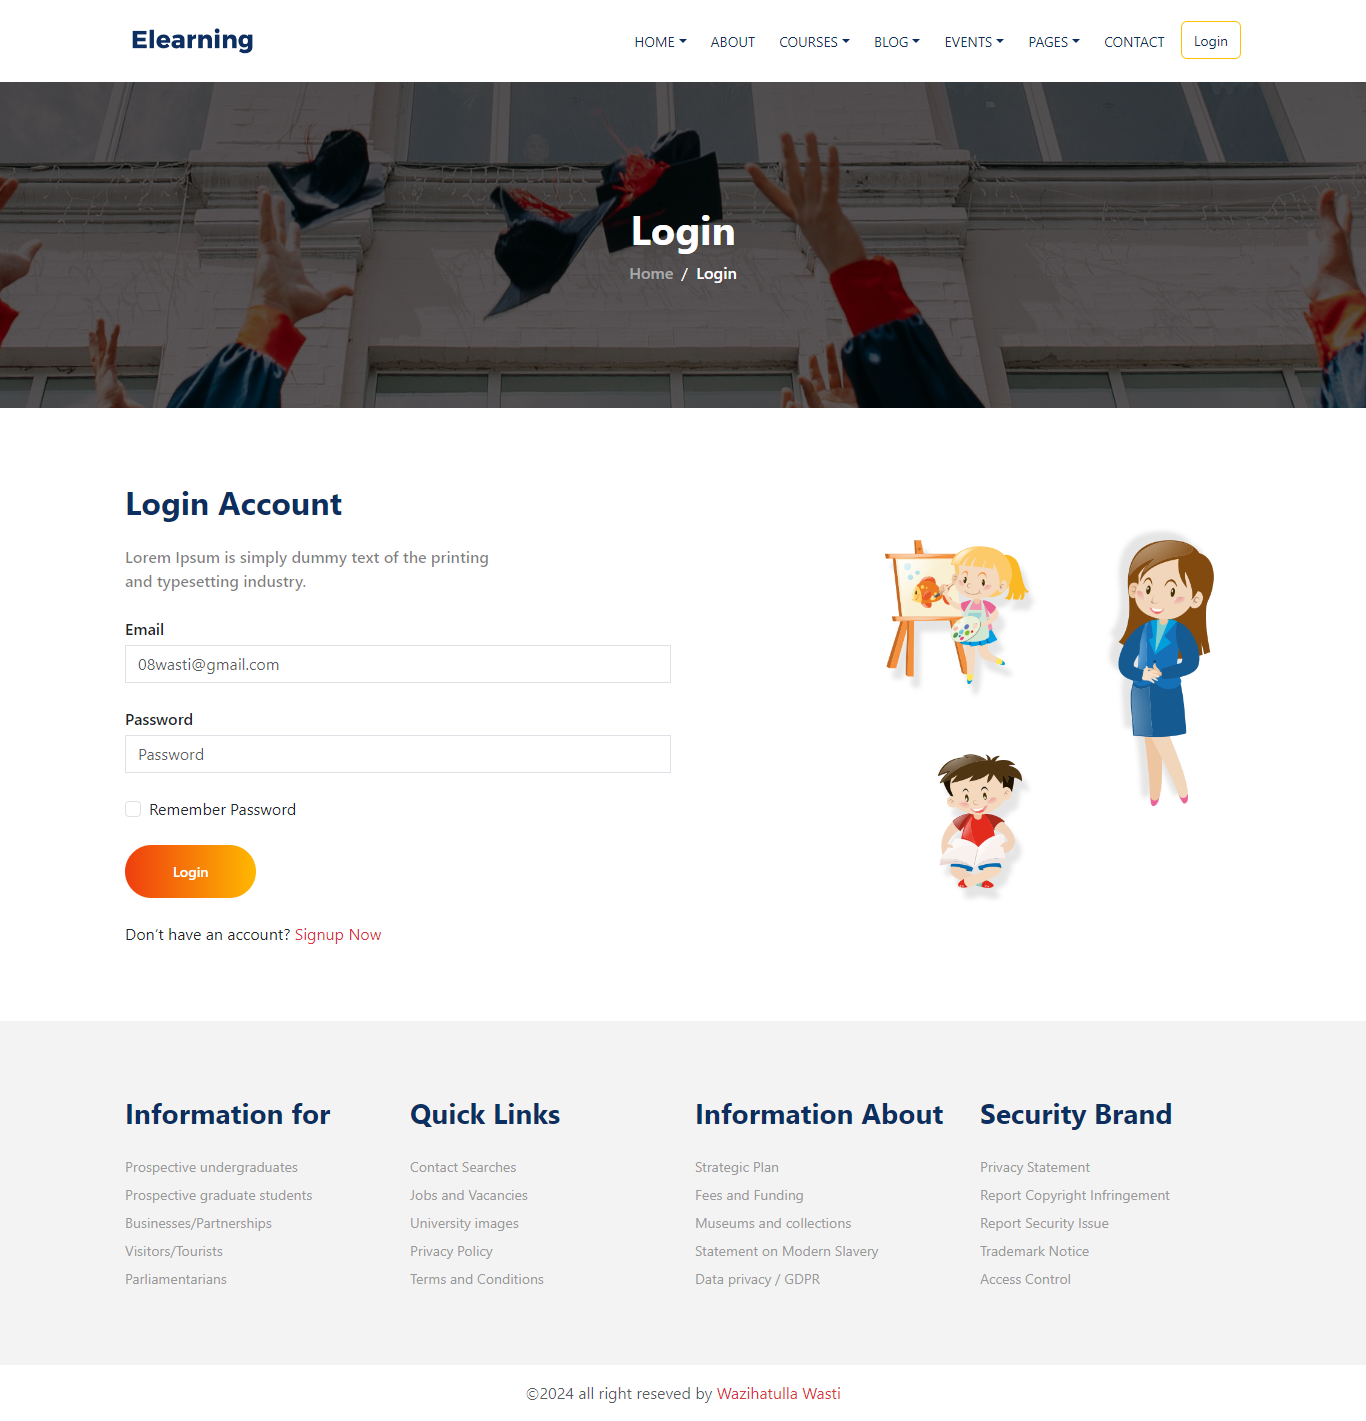 Elearning
HOME ABOUT COURSES BLOG EVENTS PAGES CONTACT Login
Login
Home / Login
Login Account
Lorem Ipsum is simply dummy text of the printing
and typesetting industry.
Email
08wasti@gmail.com
Password
Password
Remember Password
Login
Don't have an account? Signup Now
Information for
Prospective undergraduates
Prospective graduate students
Businesses/Partnerships
Visitors/Tourists
Parliamentarians
Quick Links
Contact Searches
Jobs and Vacancies
University images
Privacy Policy
Terms and Conditions
Information About
Strategic Plan
Fees and Funding
Museums and collections
Statement on Modern Slavery
Data privacy / GDPR
Security Brand
Privacy Statement
Report Copyright Infringement
Report Security Issue
Trademark Notice
Access Control
©2024 all right reseved by Wazihatulla Wasti